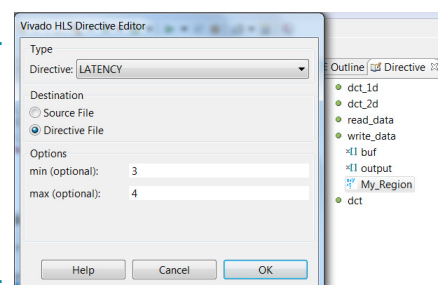 Vivado HLS Directive Editor
Type
Directive: LATENCY
Destination
Source File
Directive File
Options
min (optional): 3
max (optional): 4
Help Cancel OK
Outline Directive
dct_1d
dct_2d
read_data
write_data
×[] buf
×[] output
My_Region
dct